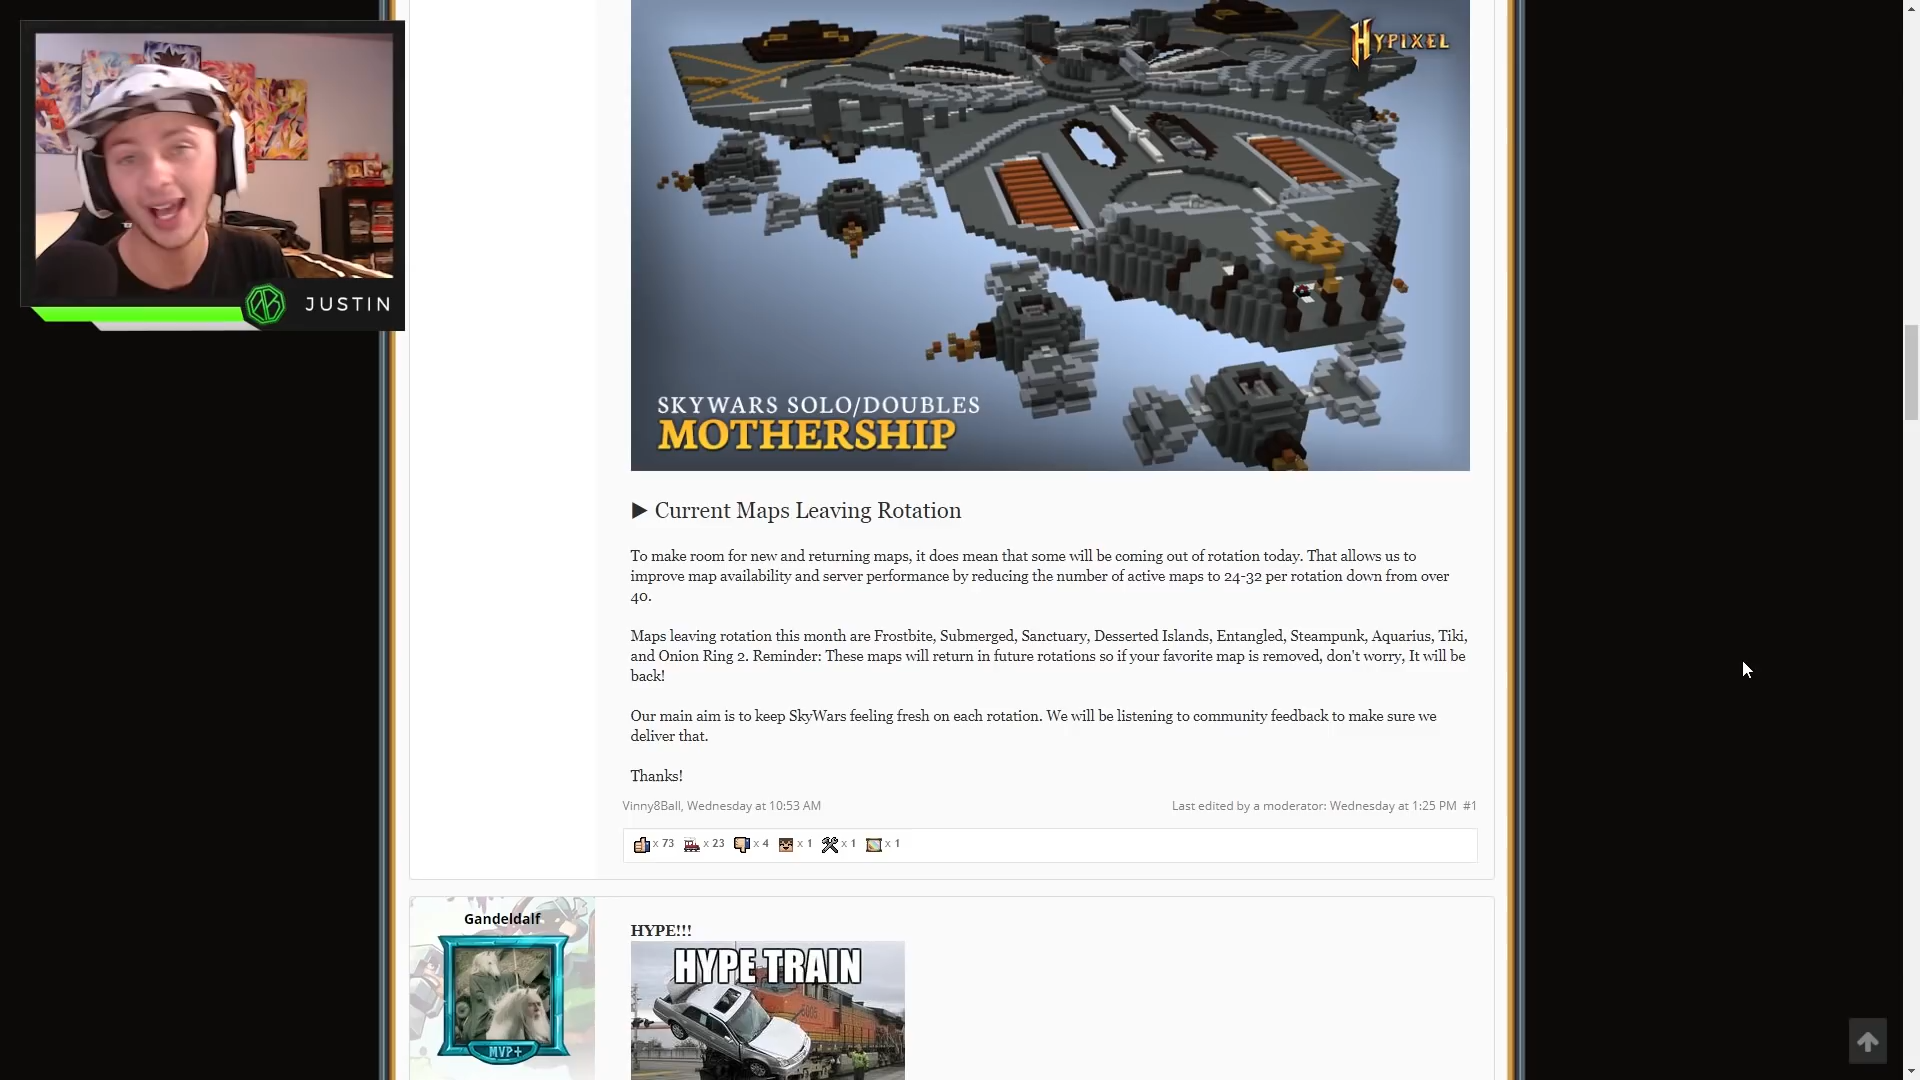 HYPIXEL
JUSTIN
SKYWARS SOLO/DOUBLES
MOTHERSHIP
▶ Current Maps Leaving Rotation
To make room for new and returning maps, it does mean that some will be coming out of rotation today. That allows us to
improve map availability and server performance by reducing the number of active maps to 24-32 per rotation down from over
40.
Maps leaving rotation this month are Frostbite, Submerged, Sanctuary, Desserted Islands, Entangled, Steampunk, Aquarius, Tiki,
and Onion Ring 2. Reminder: These maps will return in future rotations so if your favorite map is removed, don't worry, It will be
back!
Our main aim is to keep SkyWars feeling fresh on each rotation. We will be listening to community feedback to make sure we
deliver that.
Thanks!
Vinny8Ball, Wednesday at 10:53 AM
Last edited by a moderator: Wednesday at 1:25 PM #1
x 73 x 23 x 4 x 1 x 1 x 1
Gandeldalf
HYPE!!!
HYPE TRAIN
MVP+